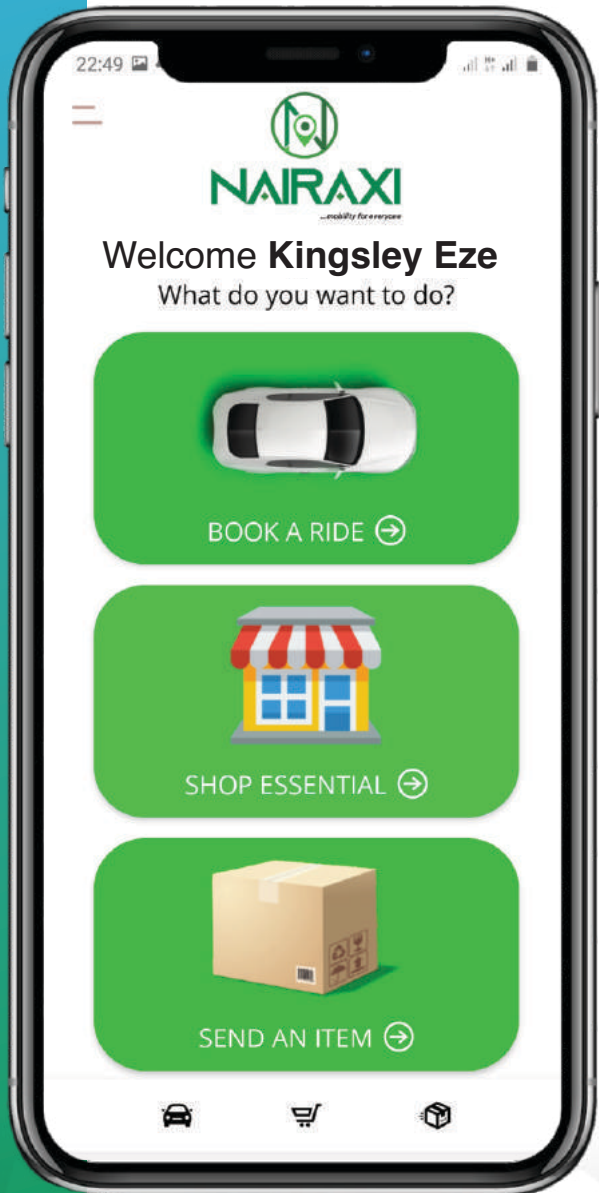 22:49
NAIRAXI
...mobility for everyone
Welcome Kingsley Eze
What do you want to do?
BOOK A RIDE
SHOP ESSENTIAL
SEND AN ITEM